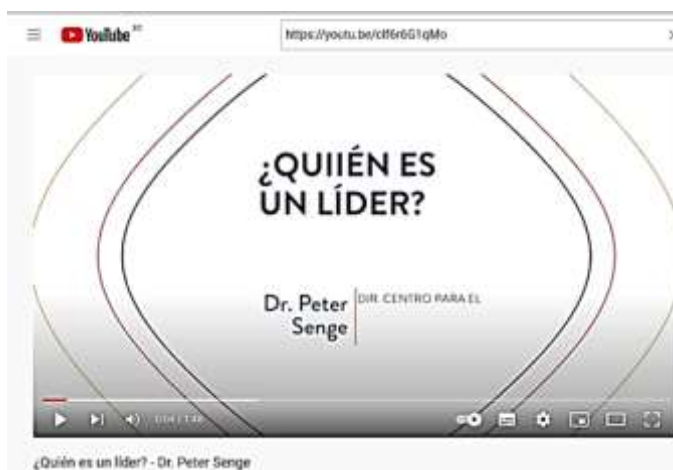 YouTube
https://youtu.be/clf6r6G1qMo
¿QUIIÉN ES
UN LÍDER?
Dr. Peter
Senge
DIR. CENTRO PARA EL
¿Quién es un líder? - Dr. Peter Senge